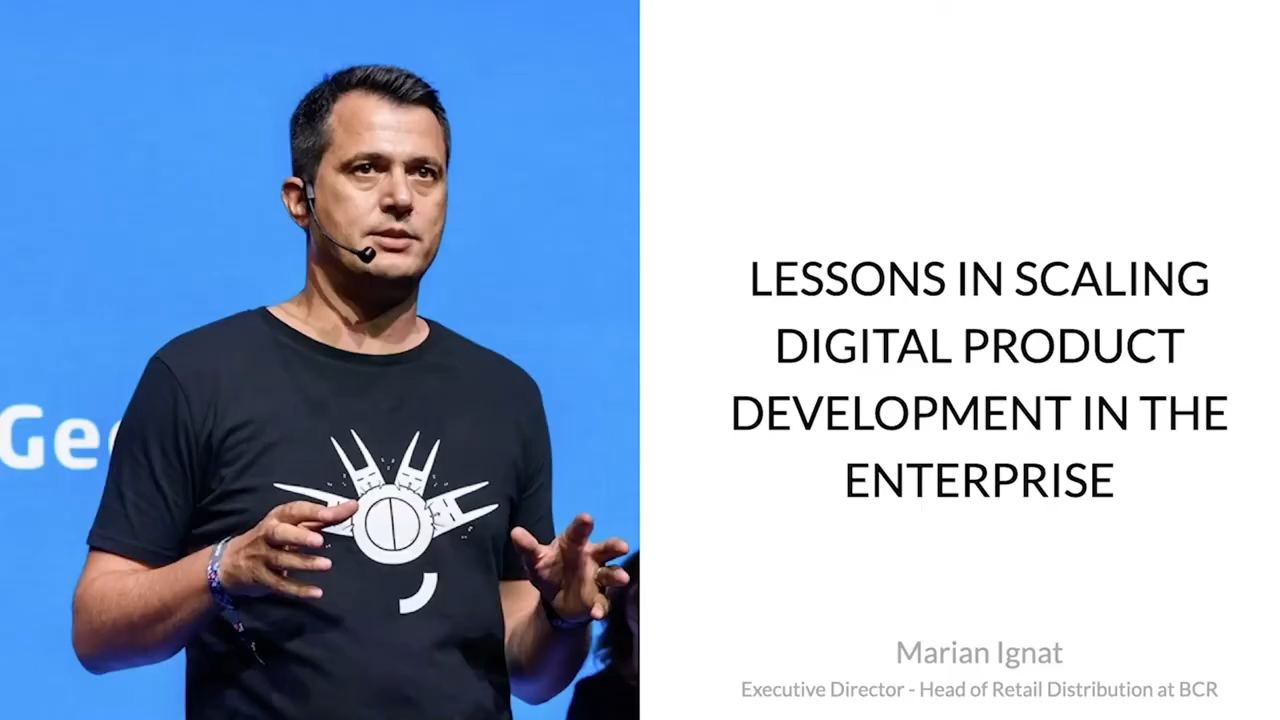 Gee
LESSONS IN SCALING
DIGITAL PRODUCT
DEVELOPMENT IN THE
ENTERPRISE
Marian Ignat
Executive Director - Head of Retail Distribution at BCR